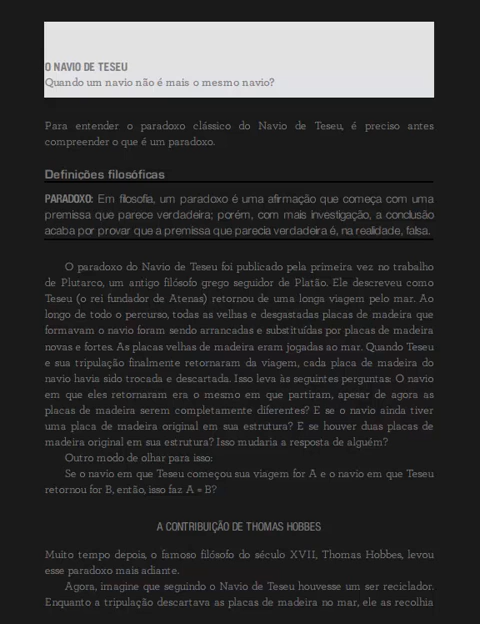 O NAVIO DE TESEU
Quando um navio não é mais o mesmo navio?
Para entender o paradoxo clássico do Navio de Teseu, é preciso antes
compreender o que é um paradoxo.
Definições filosóficas
PARADOXO: Em filosofia, um paradoxo é uma afirmação que começa com uma
premissa que parece verdadeira; porém, com mais investigação, a conclusão
acaba por provar que a premissa que parecia verdadeira é, na realidade, falsa.
O paradoxo do Navio de Teseu foi publicado pela primeira vez no trabalho
de Plutarco, um antigo filósofo grego seguidor de Platão. Ele descreveu como
Teseu (o rei fundador de Atenas) retornou de uma longa viagem pelo mar. Ao
longo de todo o percurso, todas as velhas e desgastadas placas de madeira que
formavam o navio foram sendo arrancadas e substituídas por placas de madeira
novas e fortes. As placas velhas de madeira eram jogadas ao mar. Quando Teseu
e sua tripulação finalmente retornaram da viagem, cada placa de madeira do
navio havia sido trocada e descartada. Isso leva às seguintes perguntas: O navio
em que eles retornaram era o mesmo em que partiram, apesar de agora as
placas de madeira serem completamente diferentes? E se o navio ainda tiver
uma placa de madeira original em sua estrutura? E se houver duas placas de
madeira original em sua estrutura? Isso mudaria a resposta de alguém?
Outro modo de olhar para isso:
Se o navio em que Teseu começou sua viagem for A e o navio em que Teseu
retornou for B, então, isso faz A = B?
A CONTRIBUIÇÃO DE THOMAS HOBBES
Muito tempo depois, o famoso filósofo do século XVII, Thomas Hobbes, levou
esse paradoxo mais adiante.
Agora, imagine que seguindo o Navio de Teseu houvesse um ser reciclador.
Enquanto a tripulação descartava as placas de madeira no mar, ele as recolhia